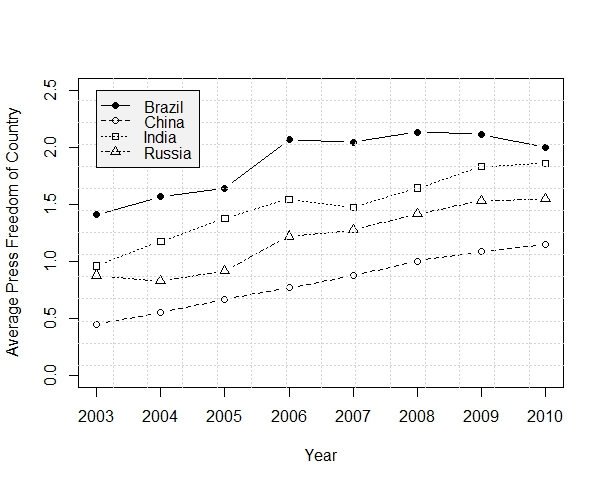 Average Press Freedom of Country
2.5
2.0
1.5
1.0
0.5
0.0
Brazil
China
India
Russia
2003 2004 2005 2006 2007 2008 2009 2010
Year